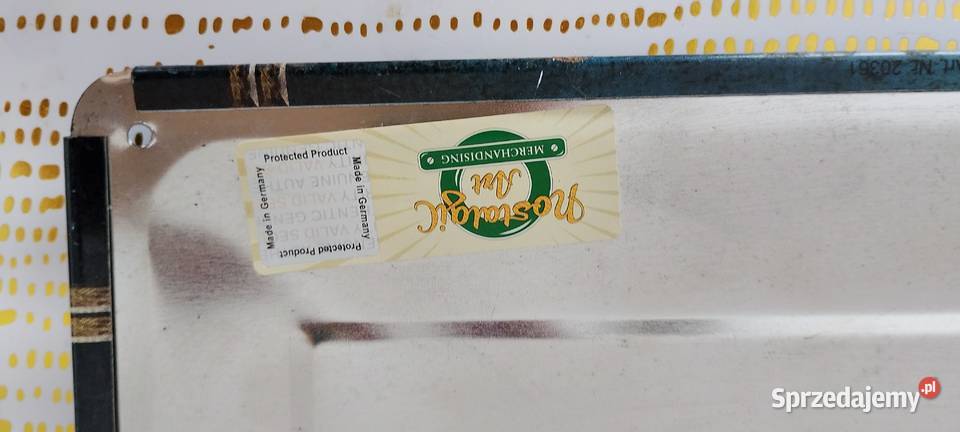 Art. Nr. 20361
Protected Product
Made in Germany
Made in Germany
Protected Product
Nostalgic
Art
MERCHANDISING
Sprzedajemy.pl